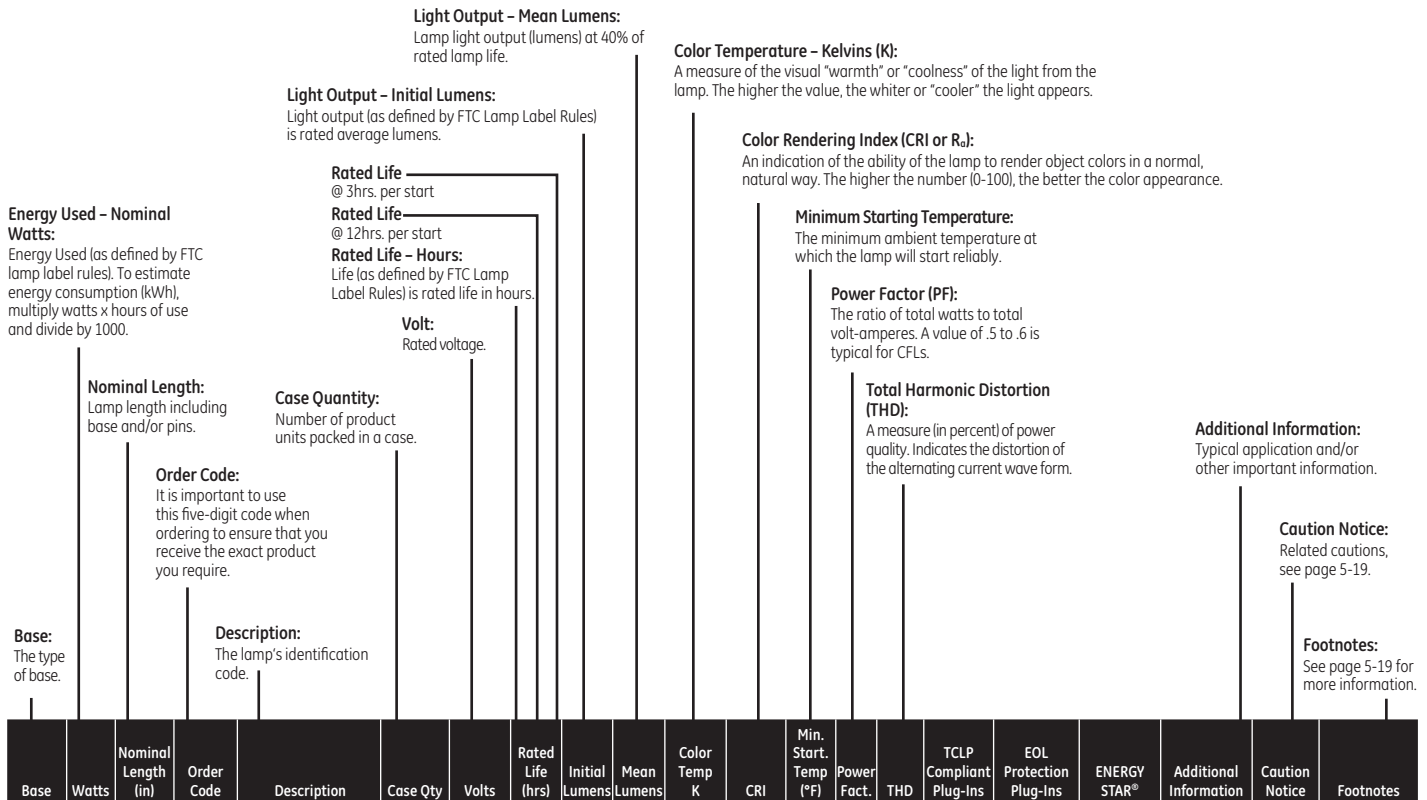 Light Output – Mean Lumens:
Lamp light output (lumens) at 40% of
rated lamp life.
Color Temperature – Kelvins (K):
A measure of the visual “warmth” or “coolness” of the light from the
lamp. The higher the value, the whiter or “cooler” the light appears.
Light Output – Initial Lumens:
Light output (as defined by FTC Lamp Label Rules)
is rated average lumens.
Color Rendering Index (CRI or Ra):
An indication of the ability of the lamp to render object colors in a normal,
natural way. The higher the number (0-100), the better the color appearance.
Rated Life
@ 3hrs. per start
Rated Life
@ 12hrs. per start
Rated Life – Hours:
Life (as defined by FTC Lamp
Label Rules) is rated life in hours.
Energy Used – Nominal
Watts:
Energy Used (as defined by FTC
lamp label rules). To estimate
energy consumption (kWh),
multiply watts x hours of use
and divide by 1000.
Minimum Starting Temperature:
The minimum ambient temperature at
which the lamp will start reliably.
Power Factor (PF):
The ratio of total watts to total
volt-amperes. A value of .5 to .6 is
typical for CFLs.
Volt:
Rated voltage.
Nominal Length:
Lamp length including
base and/or pins.
Case Quantity:
Number of product
units packed in a case.
Total Harmonic Distortion
(THD):
A measure (in percent) of power
quality. Indicates the distortion of
the alternating current wave form.
Additional Information:
Typical application and/or
other important information.
Order Code:
It is important to use
this five-digit code when
ordering to ensure that you
receive the exact product
you require.
Caution Notice:
Related cautions,
see page 5-19.
Base:
The type
of base.
Description:
The lamp’s identification
code.
Footnotes:
See page 5-19 for
more information.
Base
Watts
Nominal
Length
(in)
Order
Code
Description
Case Qty
Volts
Rated
Life
(hrs)
Initial
Lumens
Mean
Lumens
Color
Temp
K
CRI
Min.
Start.
Temp
(°F)
Power
Fact.
THD
TCLP
Compliant
Plug-Ins
EOL
Protection
Plug-Ins
ENERGY
STAR®
Additional
Information
Caution
Notice
Footnotes